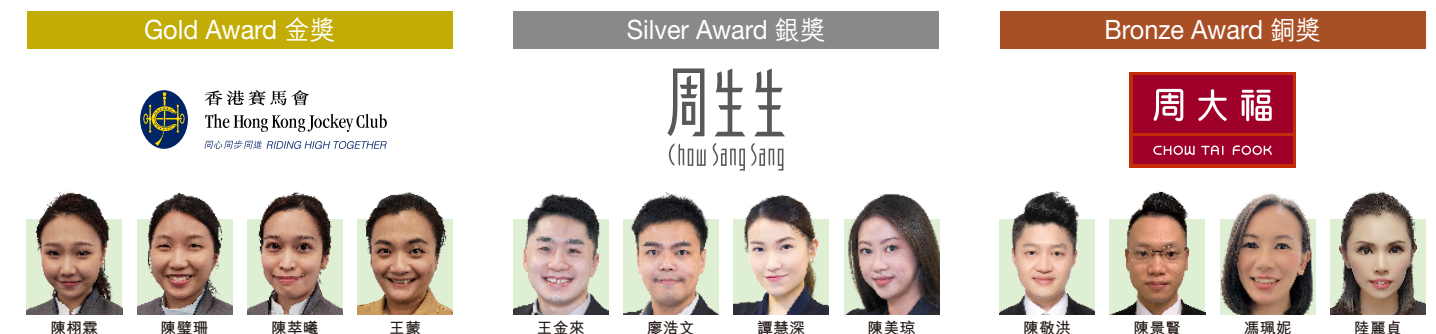 Gold Award 金獎
香港賽馬會
The Hong Kong Jockey Club
同心同步同進 RIDING HIGH TOGETHER
陳栩霖 陳璧珊 陳萃曦 王蒙
Silver Award 銀獎
周生生
Chow Sang Sang
王金來 廖浩文 譚慧深 陳美琼
Bronze Award 銅獎
周大福
CHOW TAI FOOK
陳敬洪 陳景賢 馮珮妮 陸麗貞